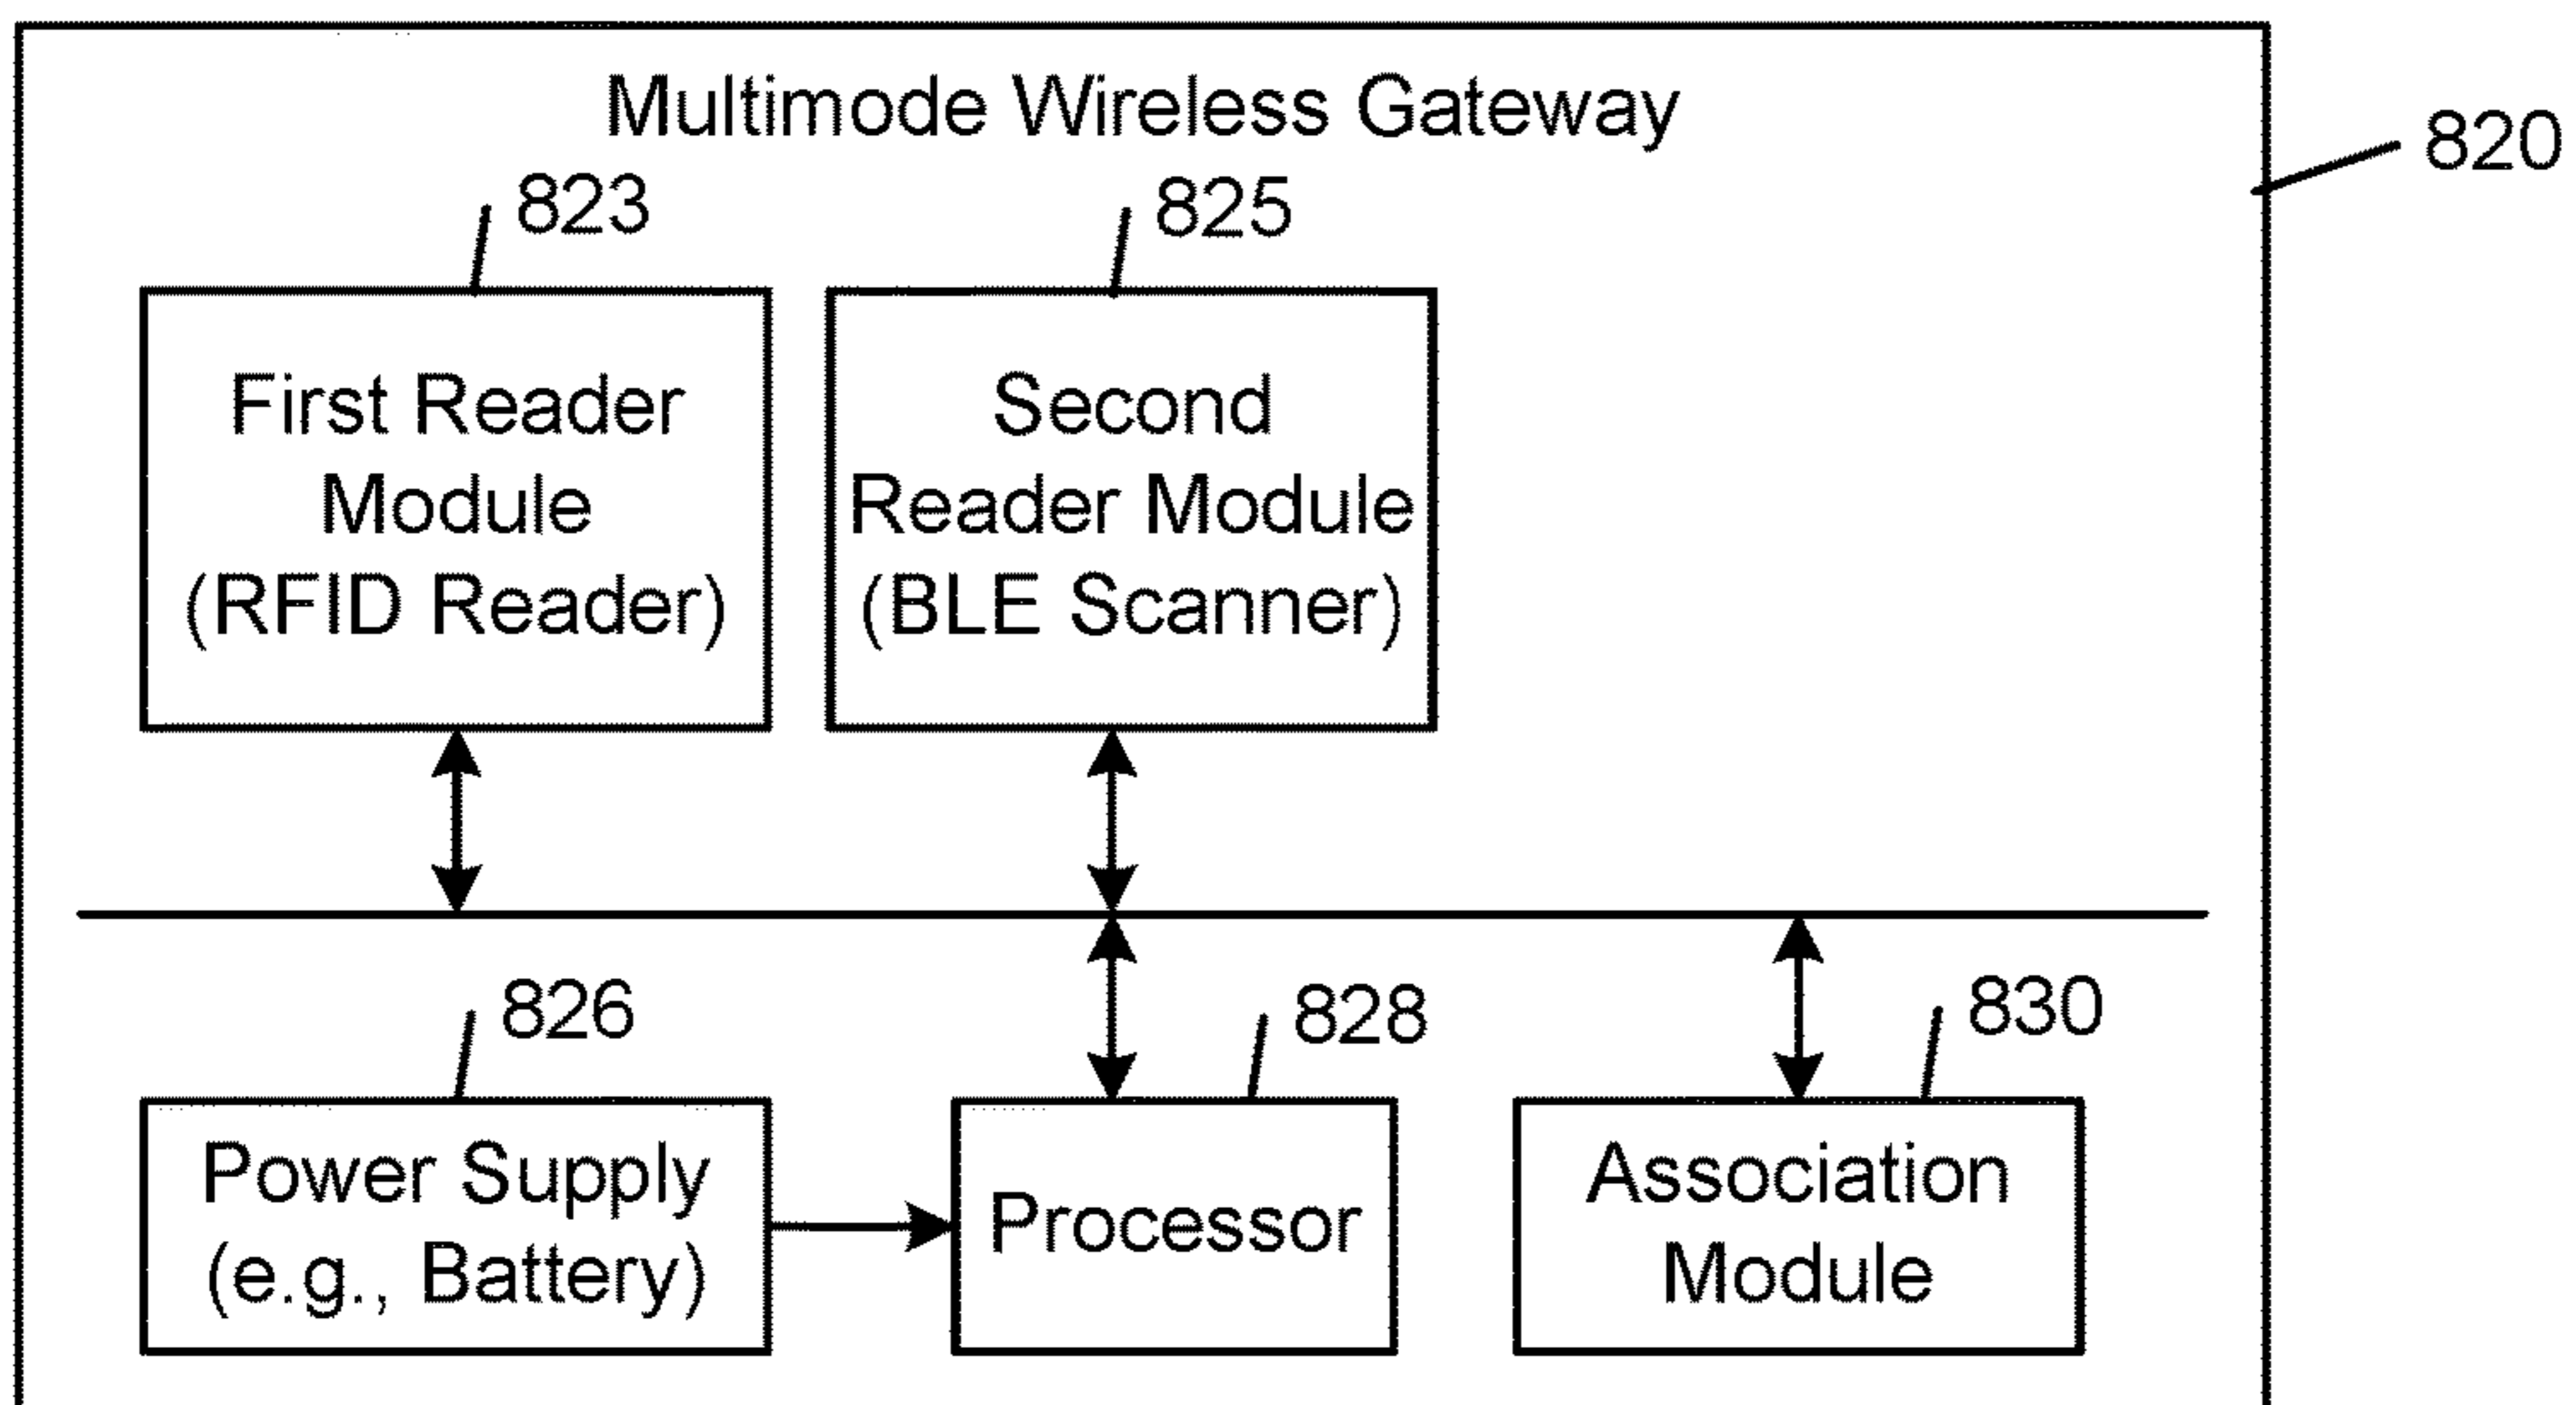 Multimode Wireless Gateway
820
823
825
First Reader
Module
(RFID Reader)
Second
Reader Module
(BLE Scanner)
826
828
830
Power Supply
(e.g., Battery)
Processor
Association
Module